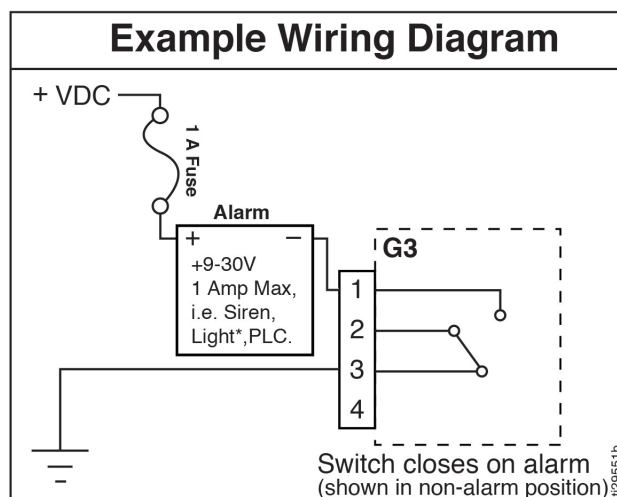 Example Wiring Diagram
+ VDC
1 A Fuse
Alarm
+ −
+9-30V
1 Amp Max,
i.e. Siren,
Light*,PLC.
G3
1
2
3
4
Switch closes on alarm
(shown in non-alarm position)
ti29551b